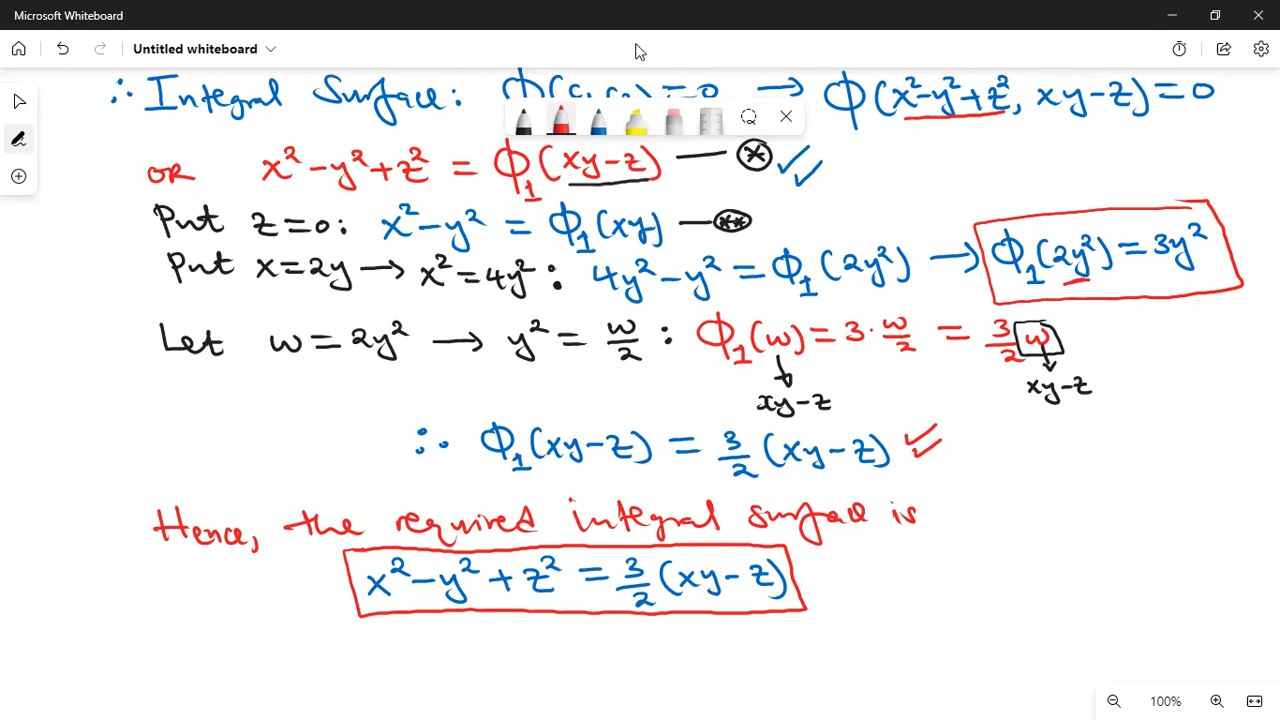 Microsoft Whiteboard
Untitled whiteboard
∴ Integral Surface: ϕ(c₁, c₂) = 0 → ϕ(x²-y²+z², xy-z) = 0
OR x²-y²+z² = ϕ₁(xy-z) — (*)
Put z=0: x²-y² = ϕ₁(xy) — (**)
Put x=2y → x²=4y²: 4y²-y² = ϕ₁(2y²) → ϕ₁(2y²) = 3y²
Let w = 2y² → y² = w/2 : ϕ₁(w) = 3·w/2 = 3/2 w
xy-z xy-z
∴ ϕ₁(xy-z) = 3/2 (xy-z)
Hence, the required integral surface is
x²-y²+z² = 3/2 (xy-z)
100%